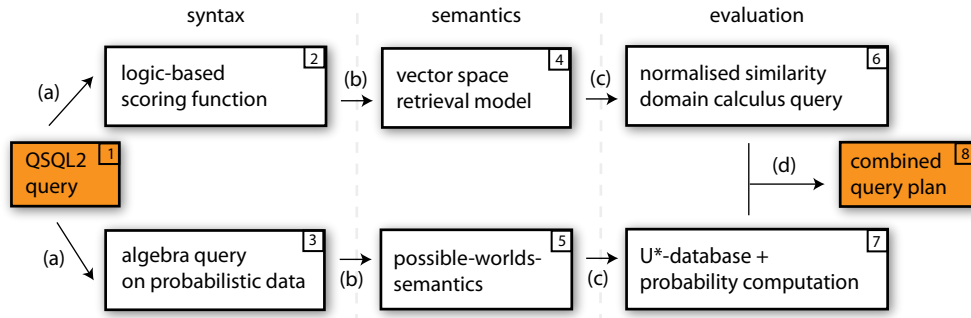 syntax
semantics
evaluation
2
logic-based
scoring function
4
vector space
retrieval model
6
normalised similarity
domain calculus query
(a)
(b)
(c)
1
QSQL2
query
(d)
8
combined
query plan
(a)
(b)
(c)
3
algebra query
on probabilistic data
5
possible-worlds-
semantics
7
U*-database +
probability computation